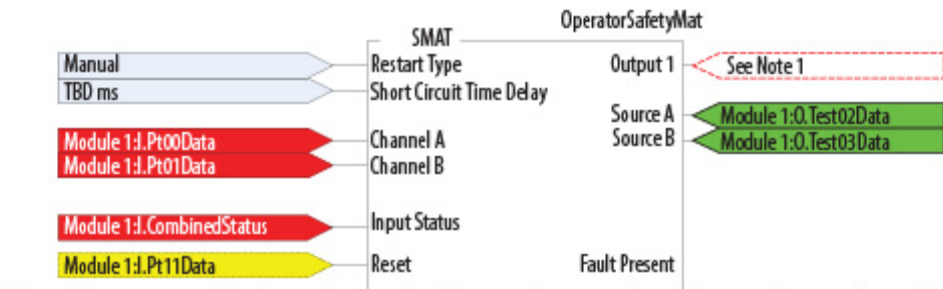 OperatorSafetyMat
SMAT
Manual
Restart Type
Output 1
See Note 1
TBD ms
Short Circuit Time Delay
Source A
Module 1:O.Test02Data
Source B
Module 1:O.Test03Data
Module 1:I.Pt00Data
Channel A
Module 1:I.Pt01Data
Channel B
Module 1:I.CombinedStatus
Input Status
Module 1:I.Pt11Data
Reset
Fault Present